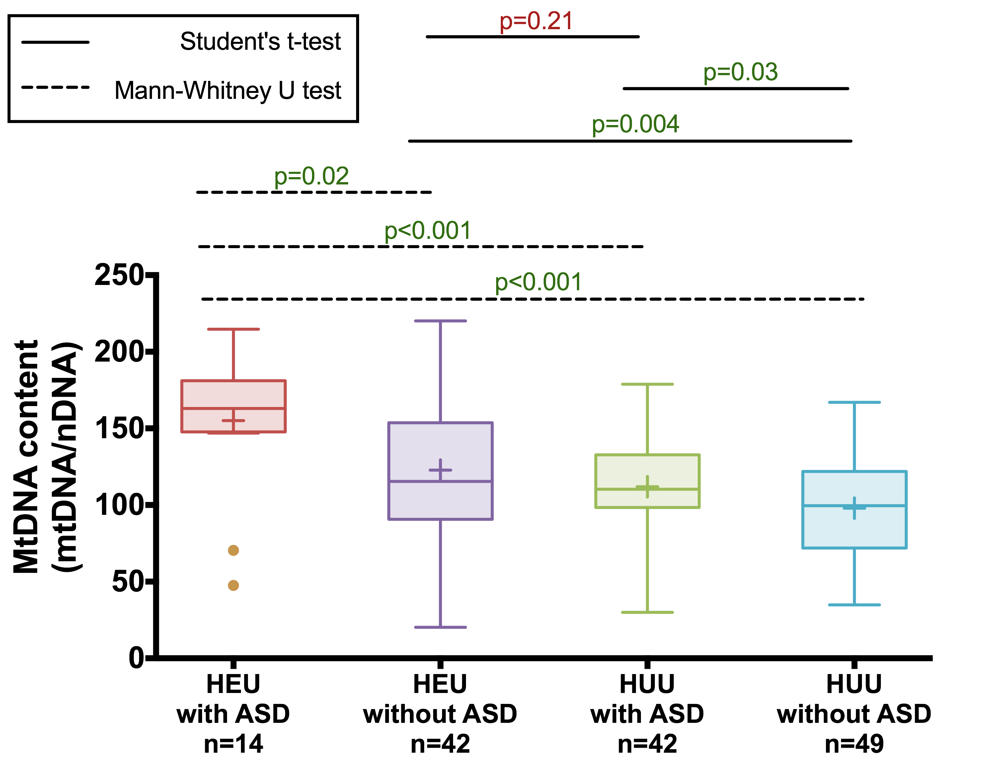 Student's t-test
Mann-Whitney U test
p=0.21
p=0.03
p=0.004
p=0.02
p<0.001
p<0.001
MtDNA content
(mtDNA/nDNA)
250
200
150
100
50
0
HEU
with ASD
n=14
HEU
without ASD
n=42
HUU
with ASD
n=42
HUU
without ASD
n=49